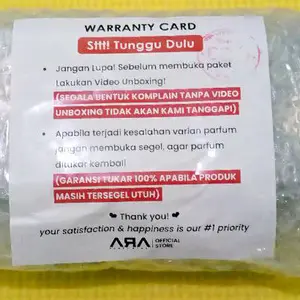 WARRANTY CARD
Sttt! Tunggu Dulu
• Jangan Lupa! Sebelum membuka paket
Lakukan Video Unboxing!
(SEGALA BENTUK KOMPLAIN TANPA VIDEO
UNBOXING TIDAK AKAN KAMI TANGGAPI)
• Apabila terjadi kesalahan varian parfum
jangan membuka segel, agar parfum
ditukar kembali
(GARANSI TUKAR 100% APABILA PRODUK
MASIH TERSEGEL UTUH)
❤ Thank you! ❤
your satisfaction & happiness is our #1 priority
ARA OFFICIAL
STORE